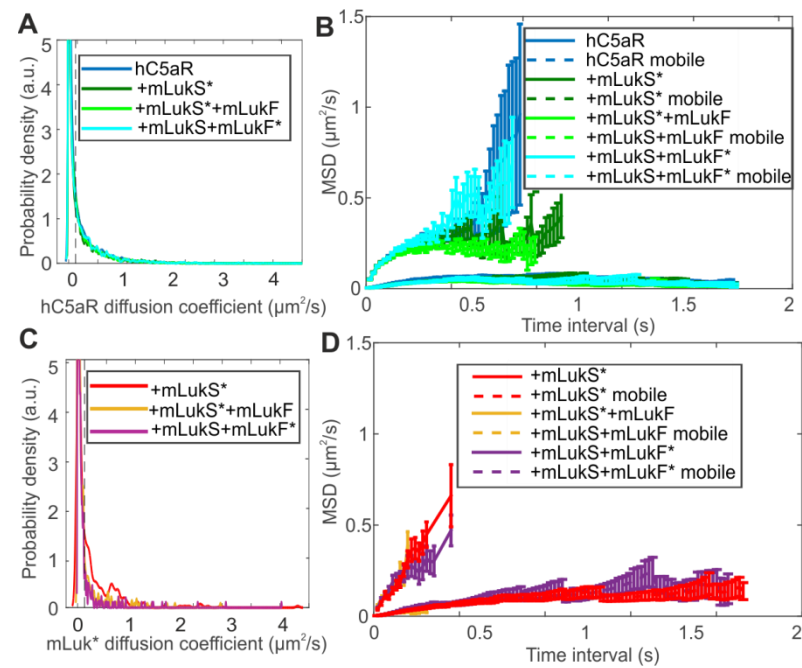 A
5
4
3
2
1
0
0 1 2 3 4
Probability density (a.u.)
hC5aR diffusion coefficient (µm²/s)
hC5aR
+mLukS*
+mLukS*+mLukF
+mLukS+mLukF*
B
1.5
1
0.5
0
0 0.5 1 1.5 2
MSD (µm²/s)
Time interval (s)
hC5aR
hC5aR mobile
+mLukS*
+mLukS* mobile
+mLukS*+mLukF
+mLukS+mLukF mobile
+mLukS+mLukF*
+mLukS+mLukF* mobile
C
5
4
3
2
1
0
0 1 2 3 4
Probability density (a.u.)
mLuk* diffusion coefficient (µm²/s)
+mLukS*
+mLukS*+mLukF
+mLukS+mLukF*
D
1.5
1
0.5
0
0 0.5 1 1.5 2
MSD (µm²/s)
Time interval (s)
+mLukS*
+mLukS* mobile
+mLukS*+mLukF
+mLukS+mLukF mobile
+mLukS+mLukF*
+mLukS+mLukF* mobile